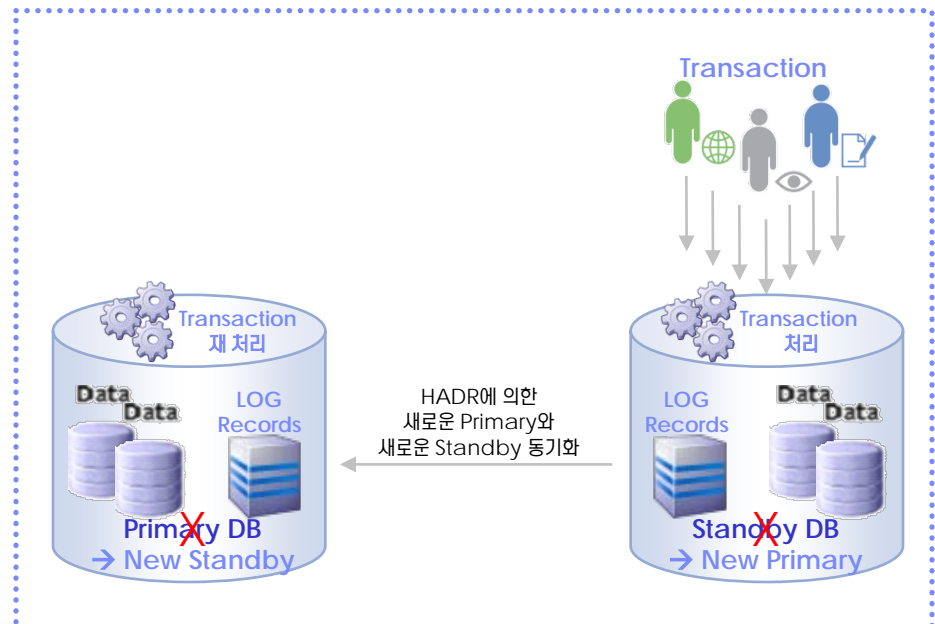 Transaction
Transaction
재 처리
Data
Data
LOG
Records
Primary DB
→ New Standby
HADR에 의한
새로운 Primary와
새로운 Standby 동기화
Transaction
처리
LOG
Records
Data
Data
Standby DB
→ New Primary